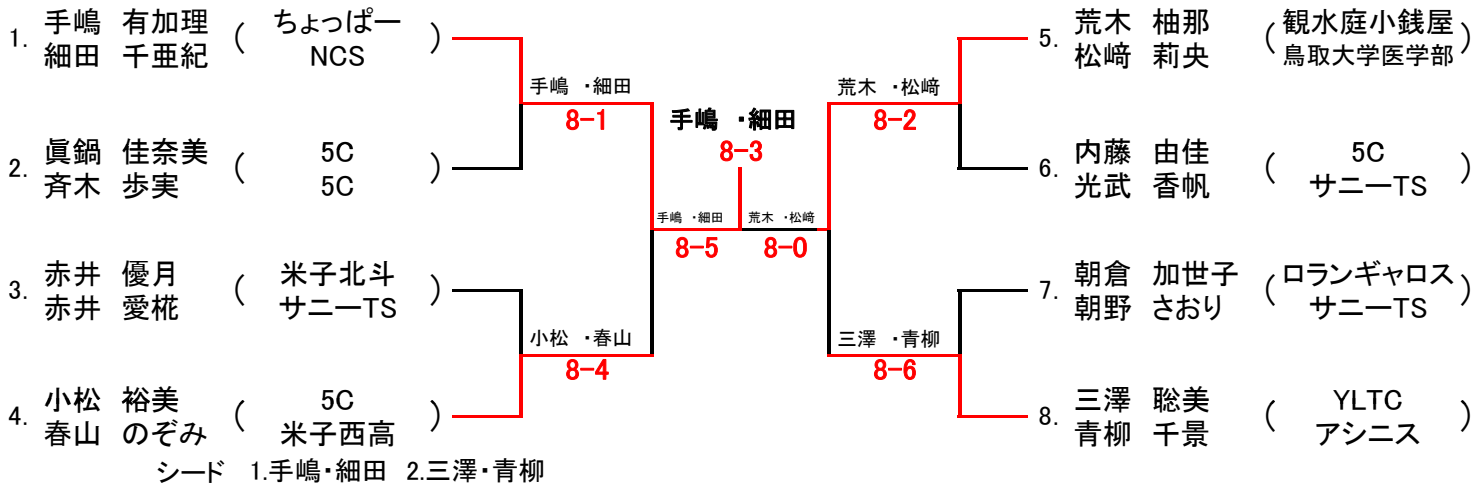 1. 手嶋 有加理 ( ちょっぱー )
細田 千亜紀 NCS
2. 眞鍋 佳奈美 ( 5C )
斉木 歩実 5C
3. 赤井 優月 ( 米子北斗 )
赤井 愛椛 サニーTS
4. 小松 裕美 ( 5C )
春山 のぞみ 米子西高
手嶋 ・細田
8-1
小松 ・春山
8-4
手嶋 ・細田
8-5
手嶋 ・細田
8-3
荒木 ・松﨑
8-0
荒木 ・松﨑
8-2
三澤 ・青柳
8-6
5. 荒木 柚那 ( 観水庭小銭屋 )
松﨑 莉央 鳥取大学医学部
6. 内藤 由佳 ( 5C )
光武 香帆 サニーTS
7. 朝倉 加世子 ( ロランギャロス )
朝野 さおり サニーTS
8. 三澤 聡美 ( YLTC )
青柳 千景 アシニス
シード 1.手嶋・細田 2.三澤・青柳